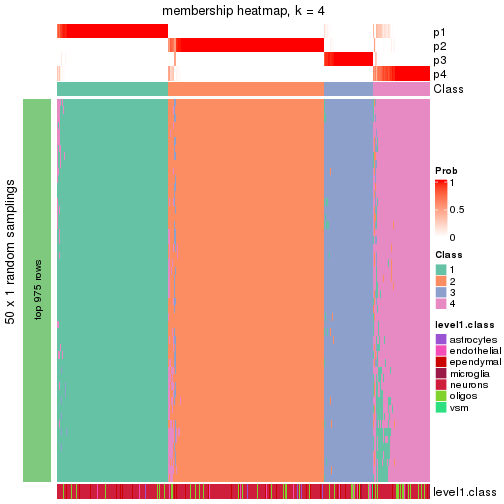 membership heatmap, k = 4
p1
p2
p3
p4
Class
50 x 1 random samplings
top 975 rows
Prob
1
0.5
0
Class
1
2
3
4
level1.class
astrocytes
endothelial
ependymal
microglia
neurons
oligos
vsm
level1.class